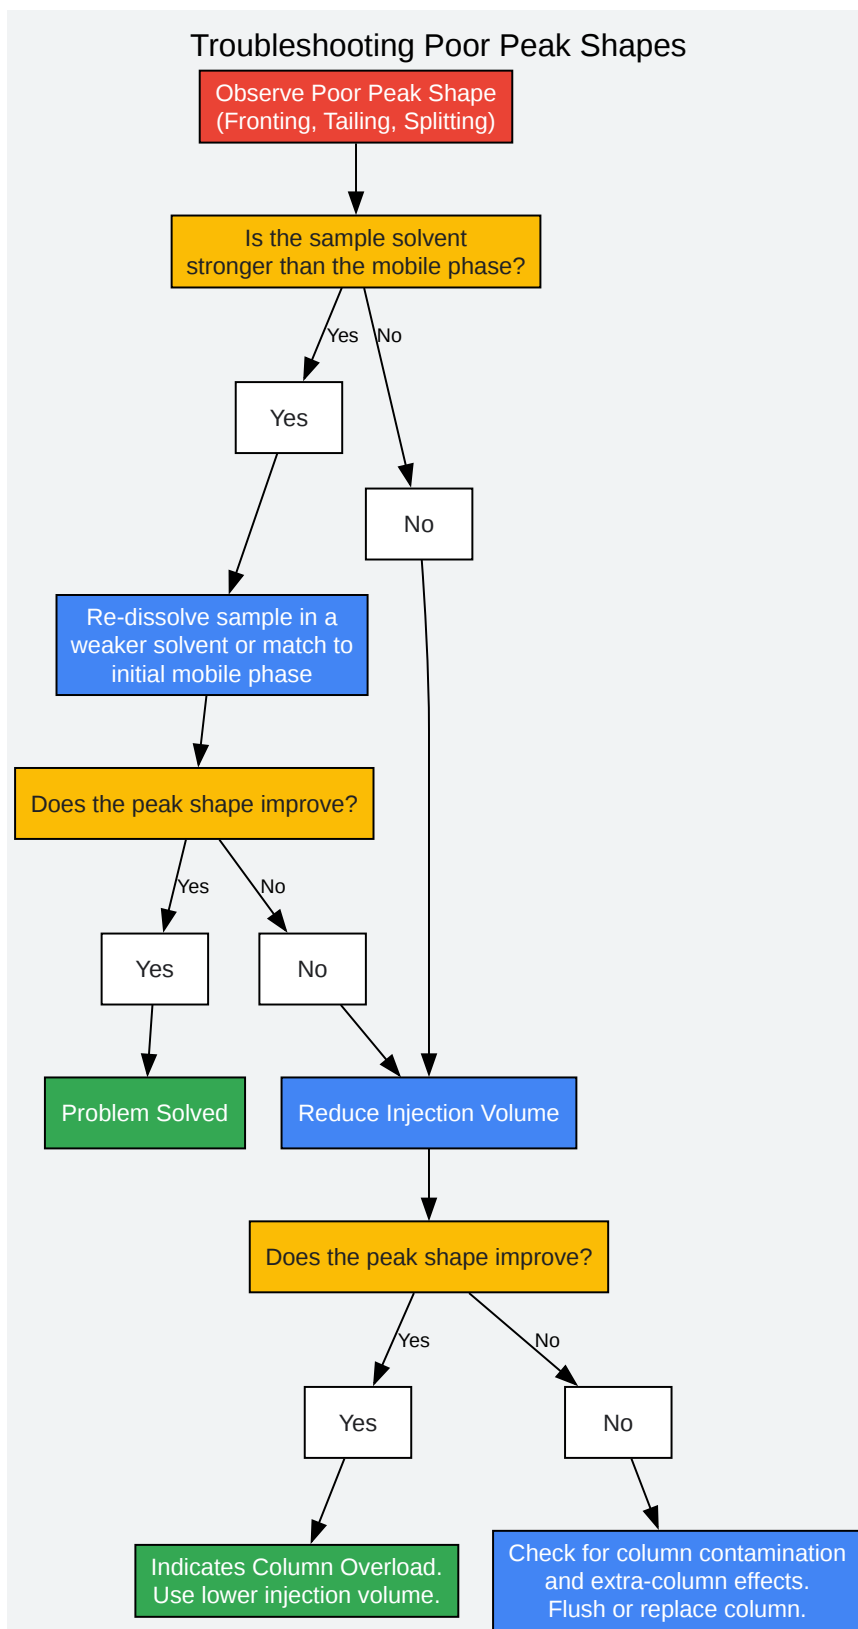 Troubleshooting Poor Peak Shapes
Observe Poor Peak Shape
(Fronting, Tailing, Splitting)
Is the sample solvent
stronger than the mobile phase?
Yes
No
Yes
No
Re-dissolve sample in a
weaker solvent or match to
initial mobile phase
Does the peak shape improve?
Yes
No
Yes
No
Problem Solved
Reduce Injection Volume
Does the peak shape improve?
Yes
No
Yes
No
Indicates Column Overload.
Use lower injection volume.
Check for column contamination
and extra-column effects.
Flush or replace column.